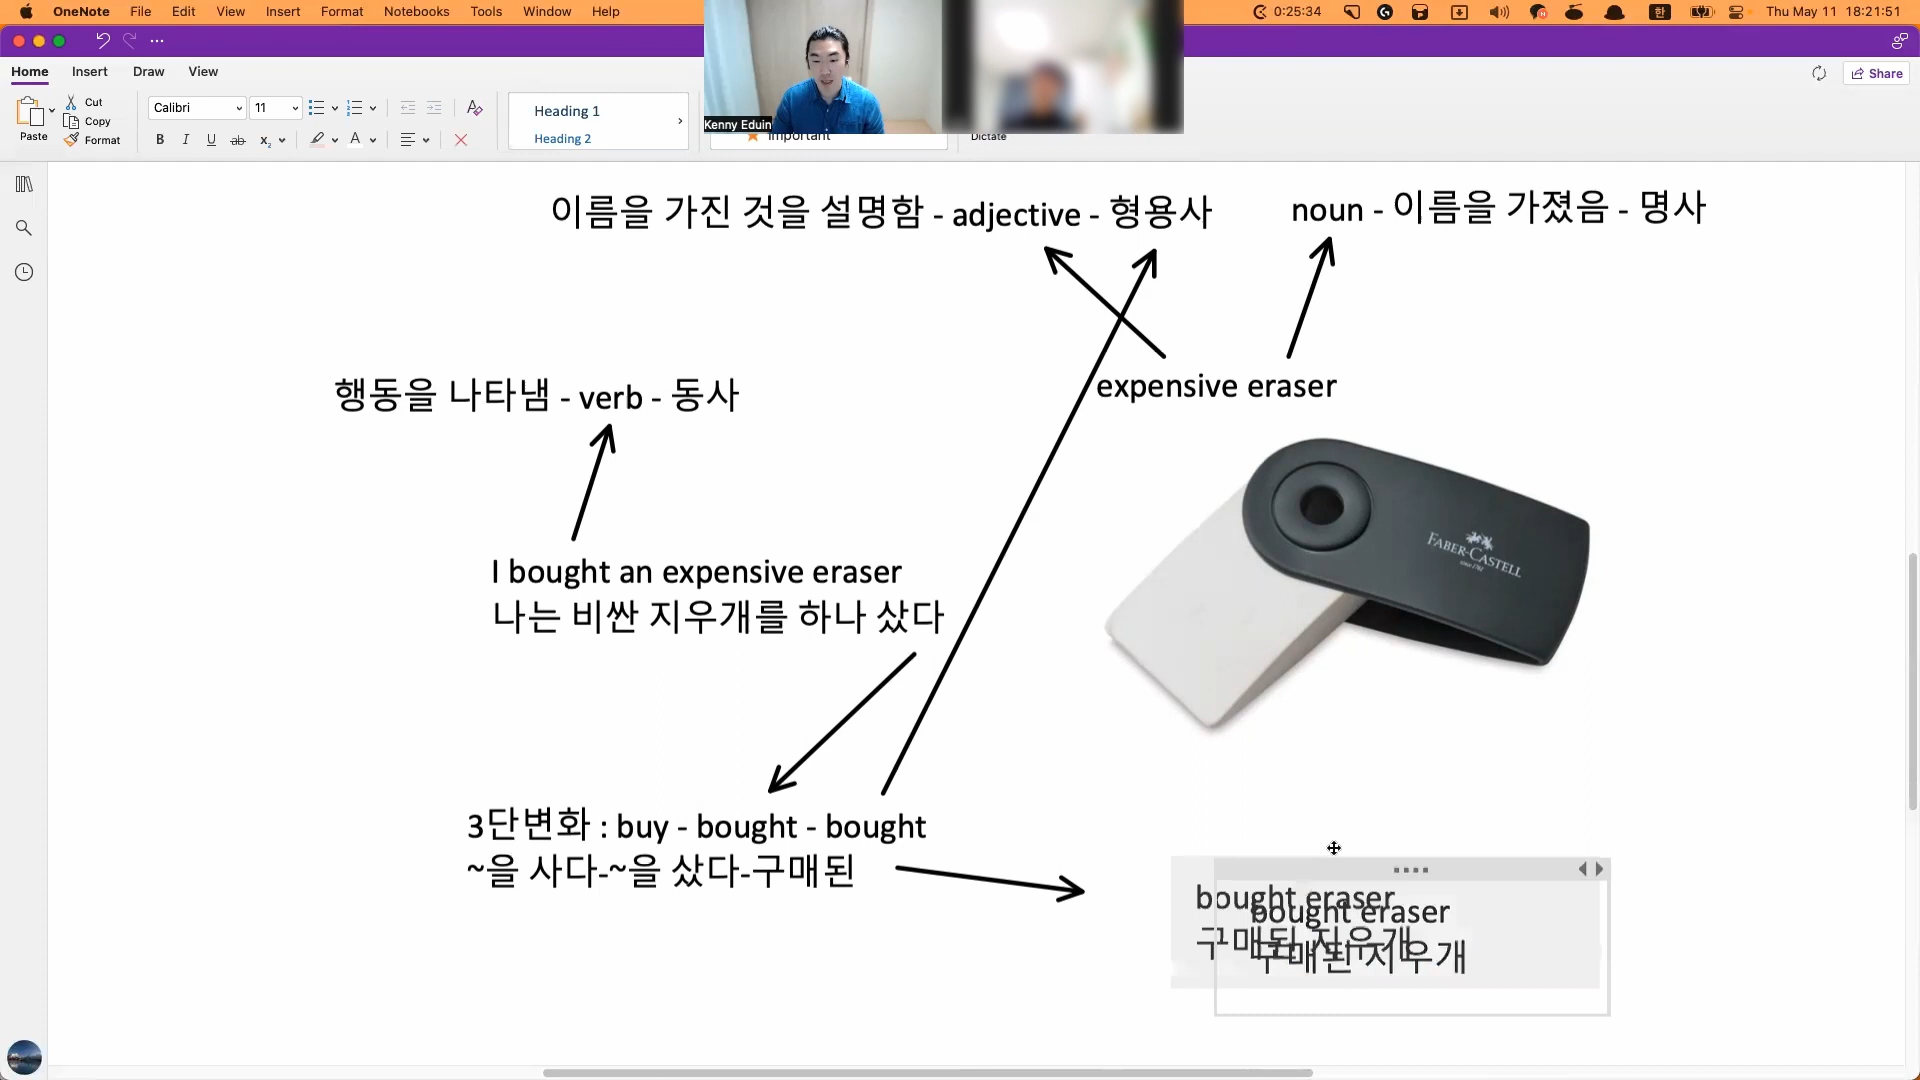 OneNote File Edit View Insert Format Notebooks Tools Window Help
0:25:34 한 Thu May 11 18:21:51
Home Insert Draw View
Share
Paste Cut Copy Format
Calibri 11
Heading 1
Heading 2
Important
Dictate
Kenny Eduin
이름을 가진 것을 설명함 - adjective - 형용사
noun - 이름을 가졌음 - 명사
행동을 나타냄 - verb - 동사
expensive eraser
FABER-CASTELL
since 1761
I bought an expensive eraser
나는 비싼 지우개를 하나 샀다
3단변화 : buy - bought - bought
~을 사다-~을 샀다-구매된
bought eraser
구매된 지우개
bought eraser
구매된 지우개